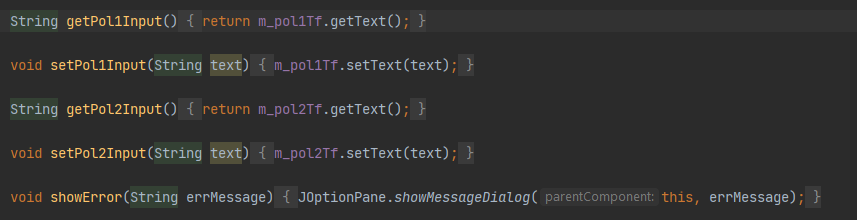 String getPol1Input() { return m_pol1Tf.getText(); }
void setPol1Input(String text) { m_pol1Tf.setText(text); }
String getPol2Input() { return m_pol2Tf.getText(); }
void setPol2Input(String text) { m_pol2Tf.setText(text); }
void showError(String errMessage) { JOptionPane.showMessageDialog( parentComponent: this, errMessage); }